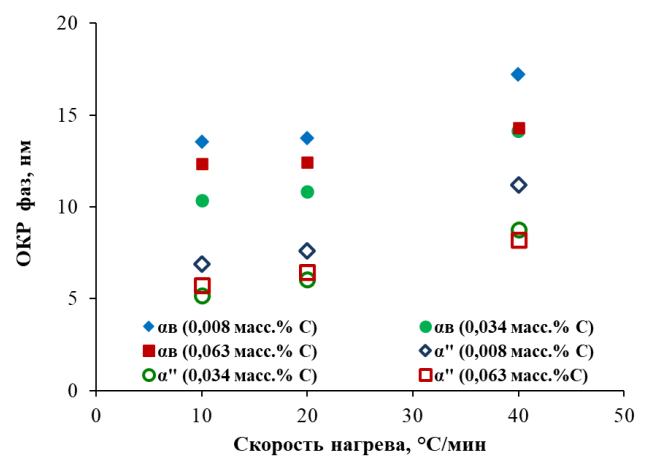 20
15
10
5
0
ОКР фаз, нм
αв (0,008 масс.% С)
αв (0,034 масс.% С)
αв (0,063 масс.% С)
α" (0,008 масс.% С)
α" (0,034 масс.% С)
α" (0,063 масс.%С)
0 10 20 30 40 50
Скорость нагрева, °С/мин